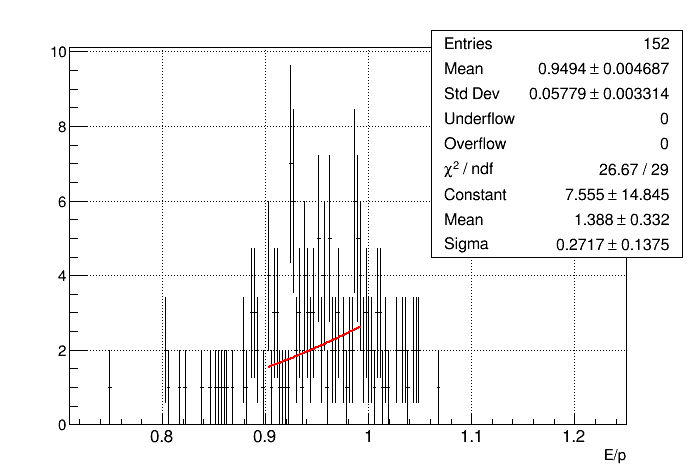 Entries 152
Mean 0.9494 ± 0.004687
Std Dev 0.05779 ± 0.003314
Underflow 0
Overflow 0
χ² / ndf 26.67 / 29
Constant 7.555 ± 14.845
Mean 1.388 ± 0.332
Sigma 0.2717 ± 0.1375
10
8
6
4
2
0
0.8 0.9 1 1.1 1.2
E/p